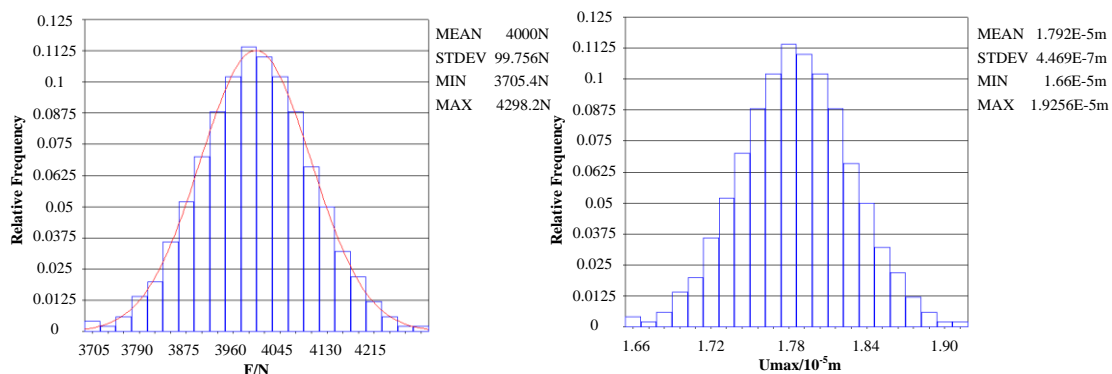 0.125
0.1125
0.1
0.0875
0.075
0.0625
0.05
0.0375
0.025
0.0125
0
Relative Frequency
3705 3790 3875 3960 4045 4130 4215
F/N
MEAN 4000N
STDEV 99.756N
MIN 3705.4N
MAX 4298.2N
0.125
0.1125
0.1
0.0875
0.075
0.0625
0.05
0.0375
0.025
0.0125
0
Relative Frequency
1.66 1.72 1.78 1.84 1.90
Umax/10⁻⁵m
MEAN 1.792E-5m
STDEV 4.469E-7m
MIN 1.66E-5m
MAX 1.9256E-5m